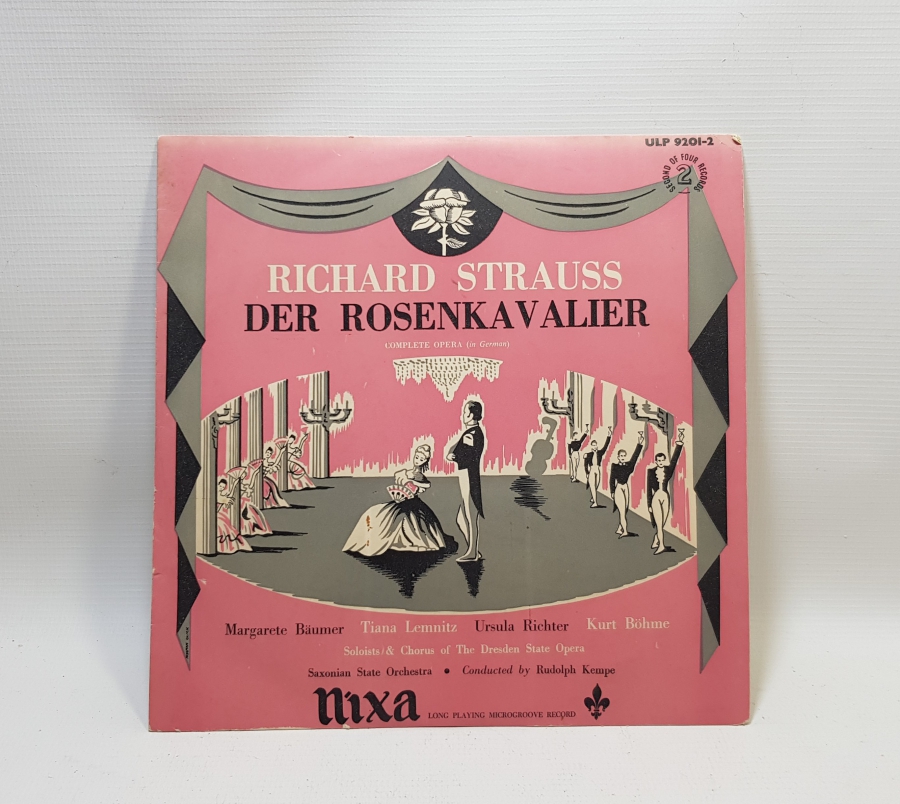 ULP 9201-2
SECOND OF FOUR RECORDS
2
RICHARD STRAUSS
DER ROSENKAVALIER
COMPLETE OPERA (in German)
Margarete Bäumer Tiana Lemnitz Ursula Richter Kurt Böhme
Soloists/& Chorus of The Dresden State Opera
Saxonian State Orchestra • Conducted by Rudolph Kempe
nixa LONG PLAYING MICROGROOVE RECORD